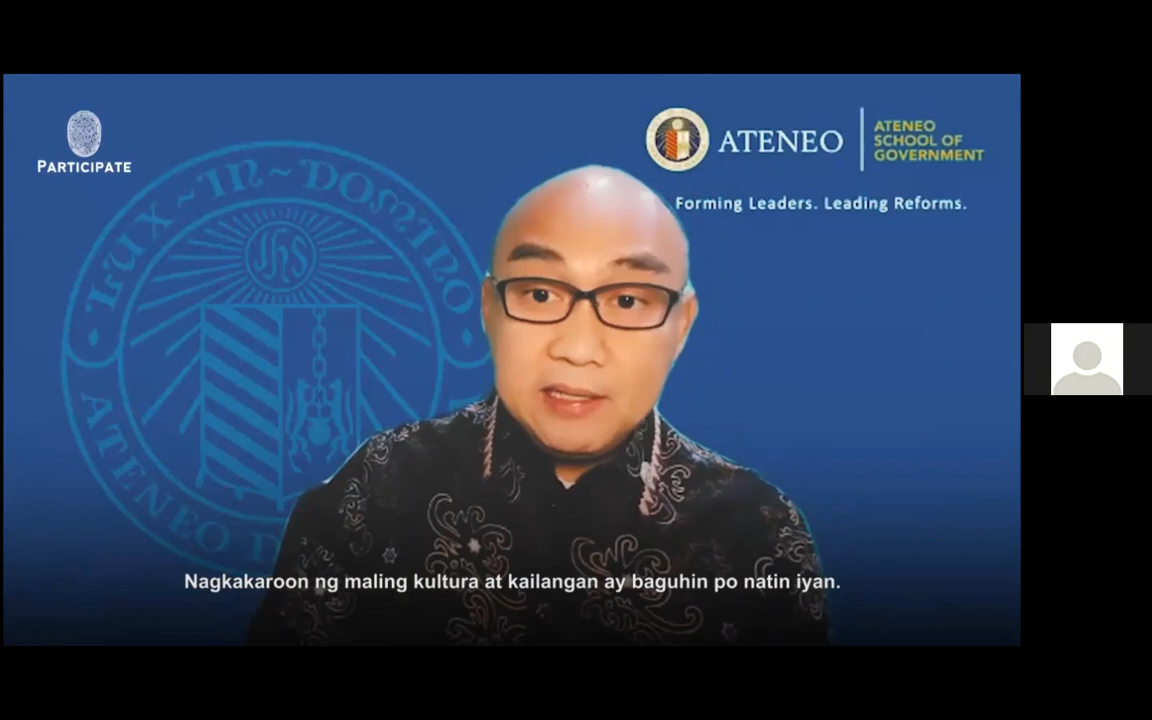 PARTICIPATE
ATENEO
ATENEO
SCHOOL OF
GOVERNMENT
Forming Leaders. Leading Reforms.
LUX~IN~DOMINO
JHS
ATENEO D
Nagkakaroon ng maling kultura at kailangan ay baguhin po natin iyan.